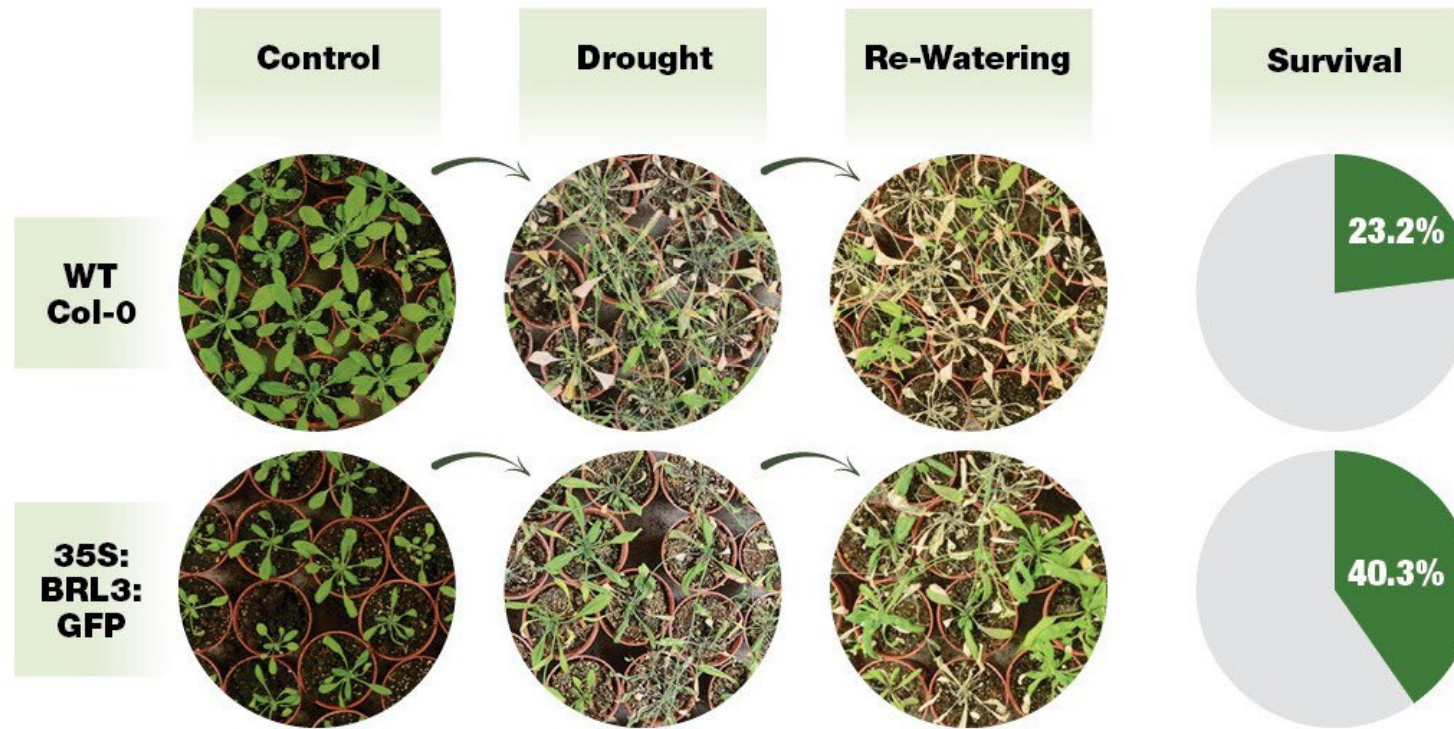 Control
Drought
Re-Watering
Survival
WT
Col-0
23.2%
35S:
BRL3:
GFP
40.3%